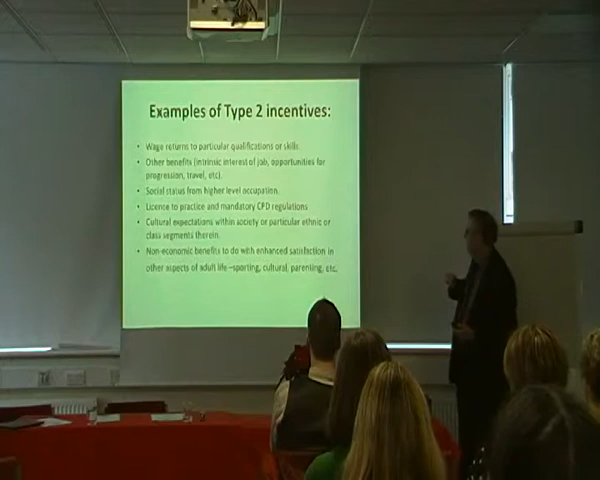 Examples of Type 2 incentives:
• Wage returns to particular qualifications or skills.
• Other benefits (intrinsic interest of job, opportunities for
progression, travel, etc).
• Social status from higher level occupation.
• Licence to practice and mandatory CPD regulations
• Cultural expectations within society or particular ethnic or
class segments therein.
• Non-economic benefits to do with enhanced satisfaction in
other aspects of adult life –sporting, cultural, parenting, etc.